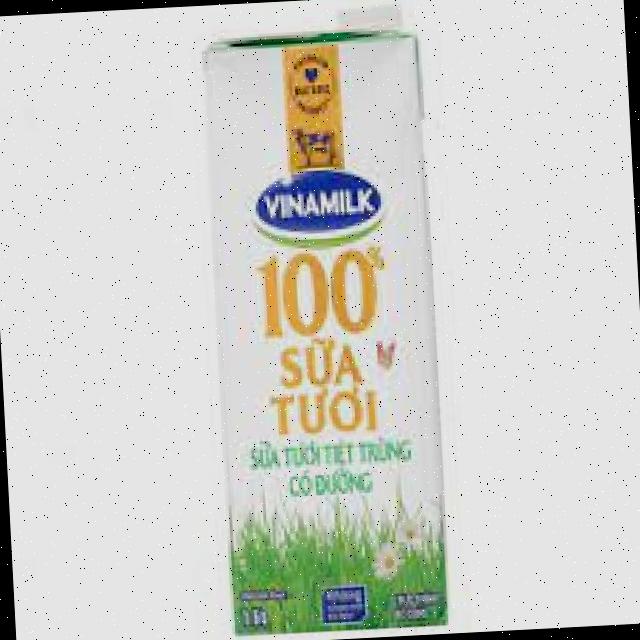 VINAMILK
100%
SỮA
TƯƠI
SỮA TƯƠI TIỆT TRÙNG
CÓ ĐƯỜNG